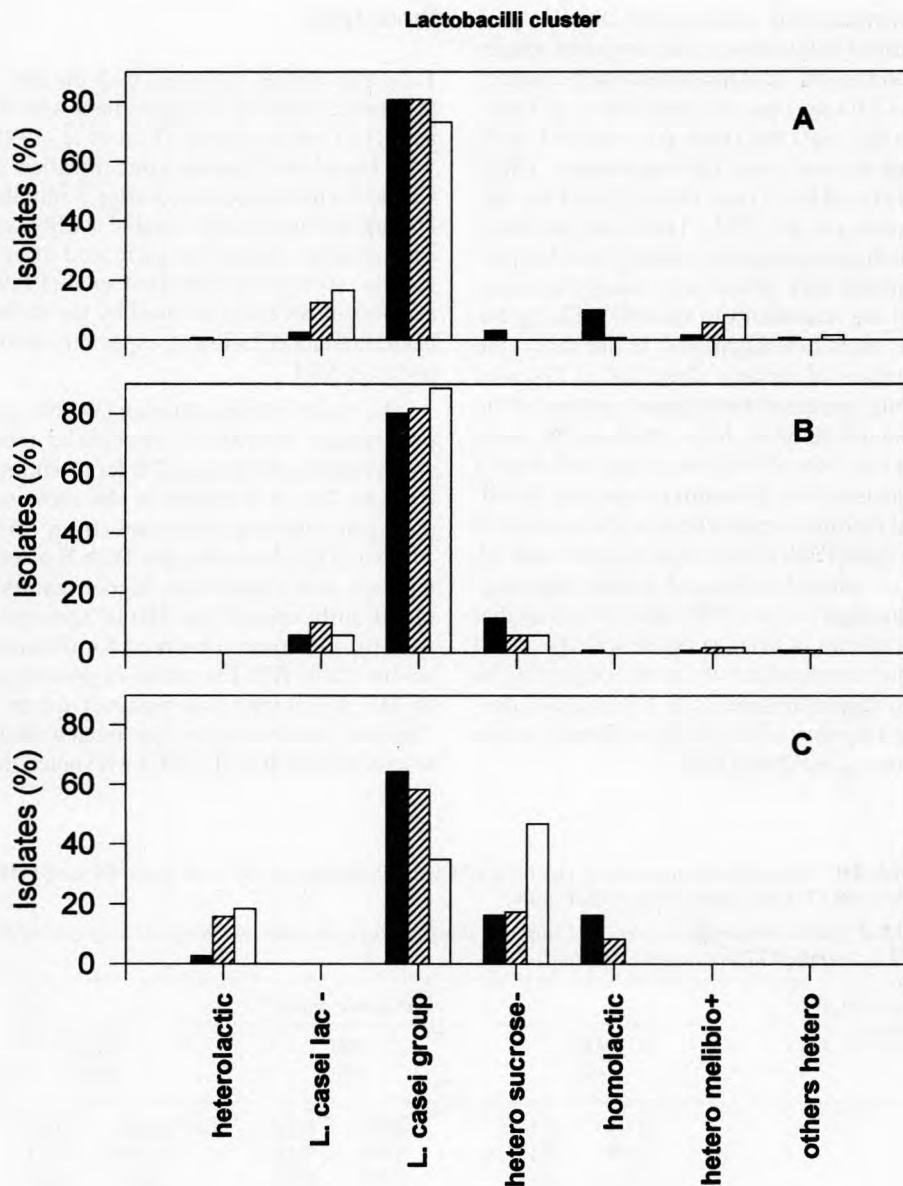 Lactobacilli cluster
A
Isolates (%)
80
60
40
20
0
B
Isolates (%)
80
60
40
20
0
C
Isolates (%)
80
60
40
20
0
heterolactic
L. casei lac -
L. casei group
hetero sucrose-
homolactic
hetero melibio+
others hetero